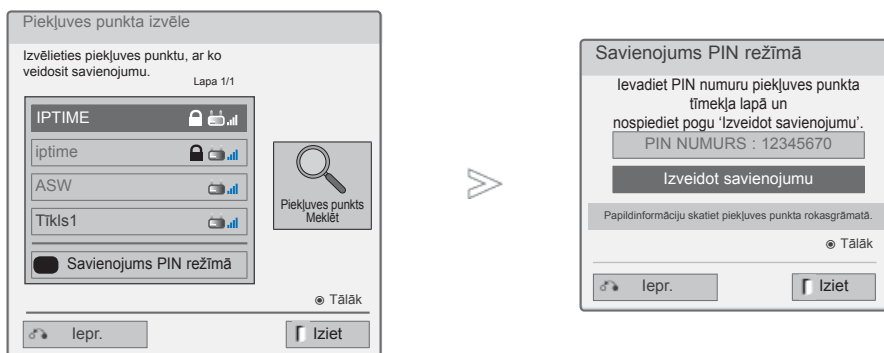 Piekļuves punkta izvēle
Izvēlieties piekļuves punktu, ar ko
veidosit savienojumu.
Lapa 1/1
IPTIME
iptime
ASW
Tīkls1
Savienojums PIN režīmā
Piekļuves punkts
Meklēt
Tālāk
Iepr.
Iziet
Savienojums PIN režīmā
Ievadiet PIN numuru piekļuves punkta
tīmekļa lapā un
nospiediet pogu 'Izveidot savienojumu'.
PIN NUMURS : 12345670
Izveidot savienojumu
Papildinformāciju skatiet piekļuves punkta rokasgrāmatā.
Tālāk
Iepr.
Iziet